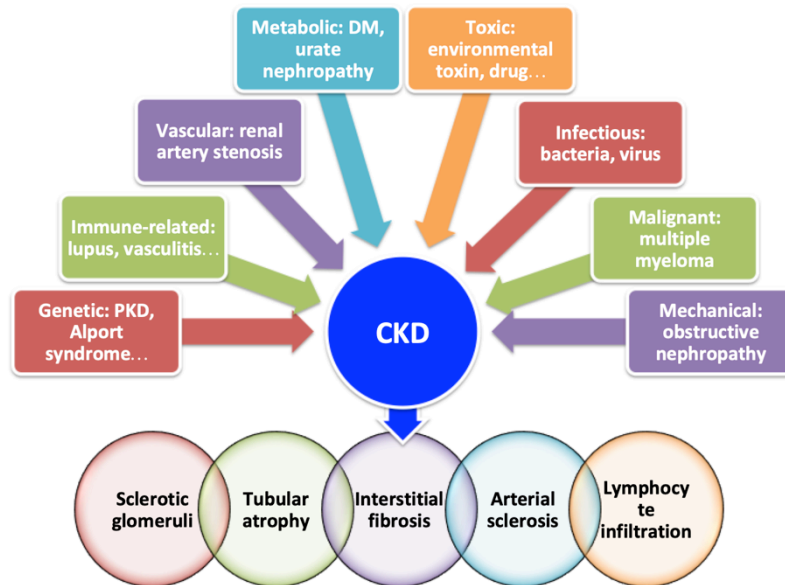 Metabolic: DM,
urate
nephropathy
Toxic:
environmental
toxin, drug…
Vascular: renal
artery stenosis
Infectious:
bacteria, virus
Immune-related:
lupus, vasculitis…
Malignant:
multiple
myeloma
Genetic: PKD,
Alport
syndrome…
CKD
Mechanical:
obstructive
nephropathy
Sclerotic
glomeruli
Tubular
atrophy
Interstitial
fibrosis
Arterial
sclerosis
Lymphocy
te
infiltration